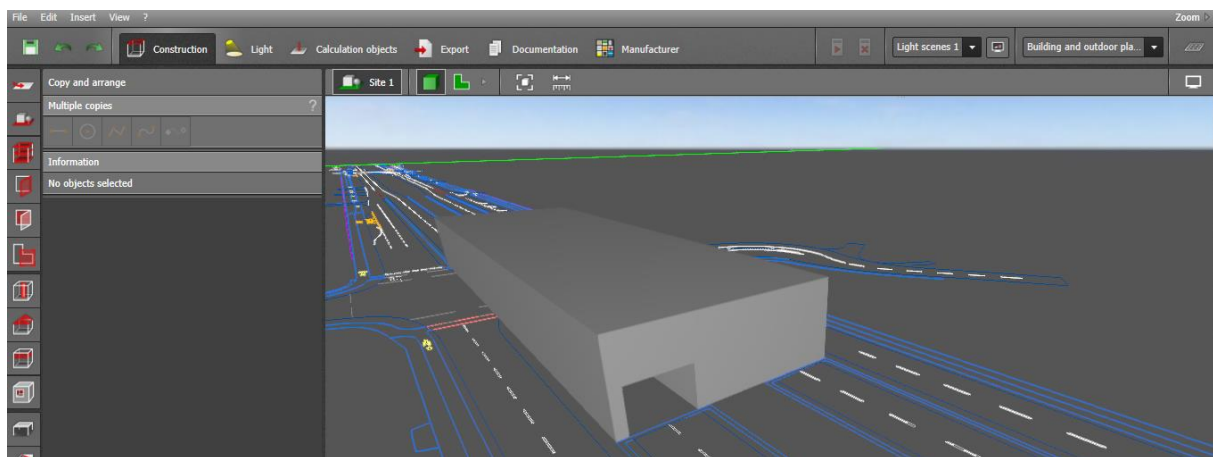 File Edit Insert View ? Zoom
Construction Light Calculation objects Export Documentation Manufacturer Light scenes 1 Building and outdoor pla...
Copy and arrange Site 1
Multiple copies ?
Information
No objects selected